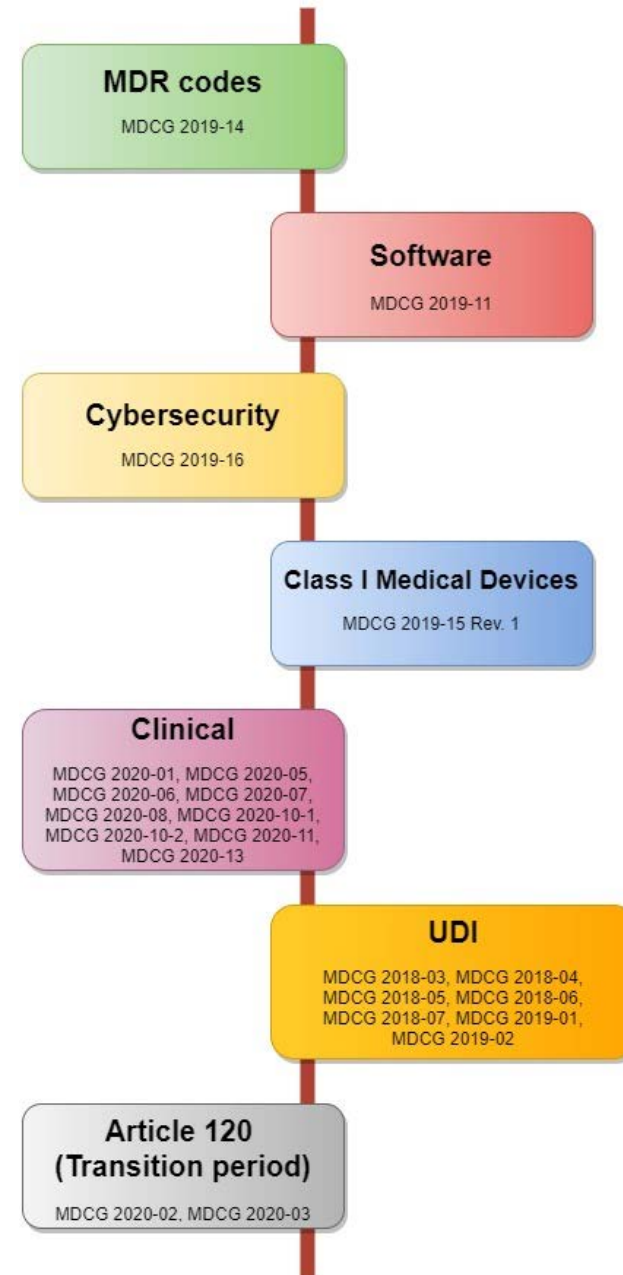 MDR codes
MDCG 2019-14
Software
MDCG 2019-11
Cybersecurity
MDCG 2019-16
Class I Medical Devices
MDCG 2019-15 Rev. 1
Clinical
MDCG 2020-01, MDCG 2020-05,
MDCG 2020-06, MDCG 2020-07,
MDCG 2020-08, MDCG 2020-10-1,
MDCG 2020-10-2, MDCG 2020-11,
MDCG 2020-13
UDI
MDCG 2018-03, MDCG 2018-04,
MDCG 2018-05, MDCG 2018-06,
MDCG 2018-07, MDCG 2019-01,
MDCG 2019-02
Article 120
(Transition period)
MDCG 2020-02, MDCG 2020-03